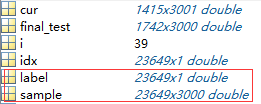 cur 1415x3001 double
final_test 1742x3000 double
i 39
idx 23649x1 double
label 23649x1 double
sample 23649x3000 double